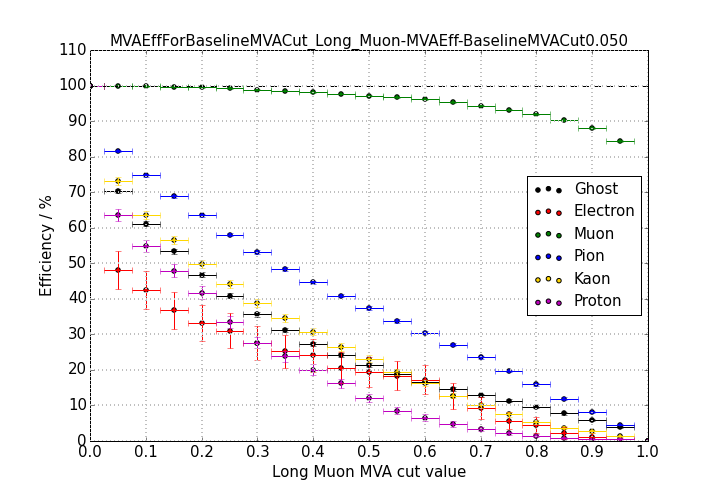 MVAEffForBaselineMVACut_Long_Muon-MVAEff-BaselineMVACut0.050
110
100
90
80
70
60
50
40
30
20
10
0
Efficiency / %
Ghost
Electron
Muon
Pion
Kaon
Proton
0.0 0.1 0.2 0.3 0.4 0.5 0.6 0.7 0.8 0.9 1.0
Long Muon MVA cut value